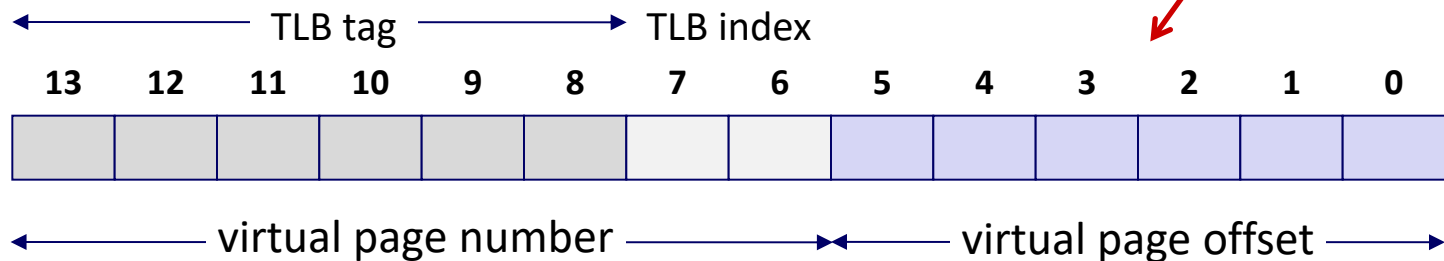 TLB tag TLB index
13 12 11 10 9 8 7 6 5 4 3 2 1 0
virtual page number virtual page offset